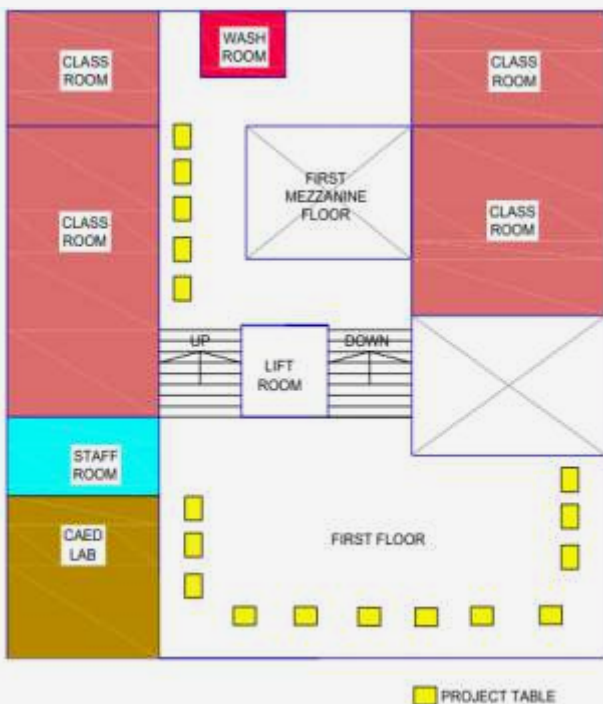 WASH
ROOM
CLASS
ROOM
CLASS
ROOM
FIRST
MEZZANINE
FLOOR
CLASS
ROOM
CLASS
ROOM
UP
DOWN
LIFT
ROOM
STAFF
ROOM
CAED
LAB
FIRST FLOOR
PROJECT TABLE